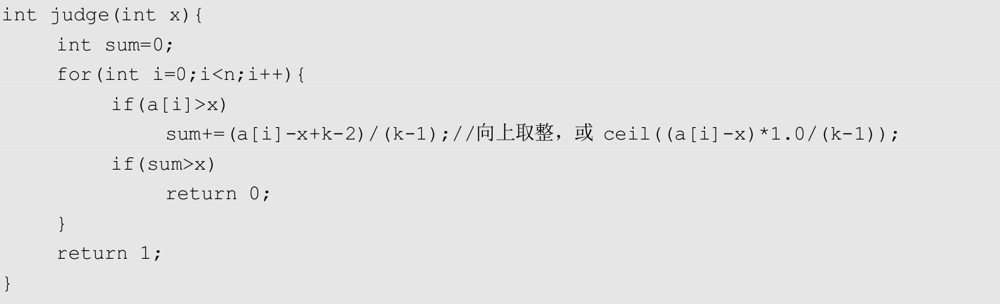 int judge(int x){
    int sum=0;
    for(int i=0;i<n;i++){
        if(a[i]>x)
            sum+=(a[i]-x+k-2)/(k-1);//向上取整，或 ceil((a[i]-x)*1.0/(k-1));
        if(sum>x)
            return 0;
    }
    return 1;
}